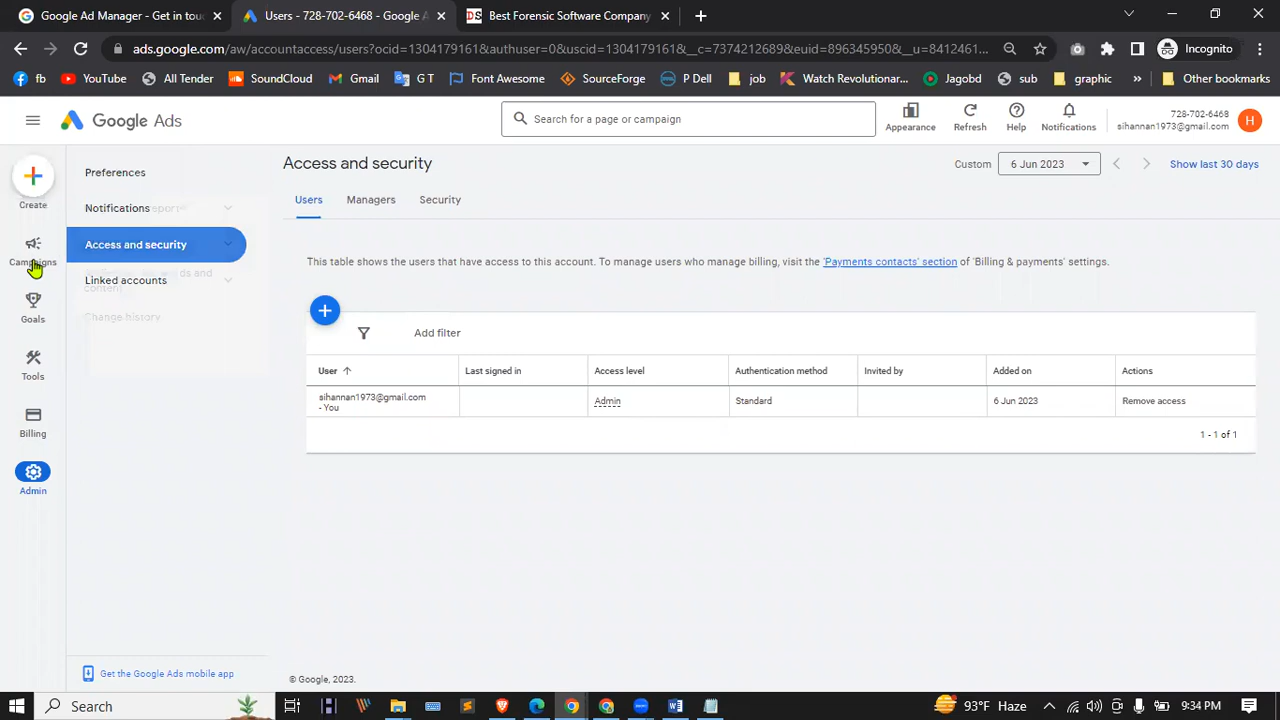 Google Ad Manager - Get in tou
Users - 728-702-6468 - Google A
Best Forensic Software Company
ads.google.com/aw/accountaccess/users?ocid=1304179161&authuser=0&uscid=1304179161&__c=7774212689&euid=8963459950&__u=8412461...
Incognito
fb
YouTube
All Tender
SoundCloud
Gmail
G T
Font Awesome
SourceForge
P Dell
job
Watch Revolutionar...
Jagobd
sub
graphic
»
Other bookmarks
Google Ads
Search for a page or campaign
Appearance
Refresh
Help
Notifications
728-702-6468
sihannan1973@gmail.com
H
Create
Campaigns
Goals
Tools
Billing
Admin
Preferences
Notifications
Access and security
Linked accounts
content
Change history
Get the Google Ads mobile app
Access and security
Custom
6 Jun 2023
Show last 30 days
Users
Managers
Security
This table shows the users that have access to this account. To manage users who manage billing, visit the 'Payments contacts' section of 'Billing & payments' settings.
Add filter
User
Last signed in
Access level
Authentication method
Invited by
Added on
Actions
sihannan1973@gmail.com
- You
Admin
Standard
6 Jun 2023
Remove access
1 - 1 of 1
© Google, 2023.
Search
93°F Haze
9:34 PM